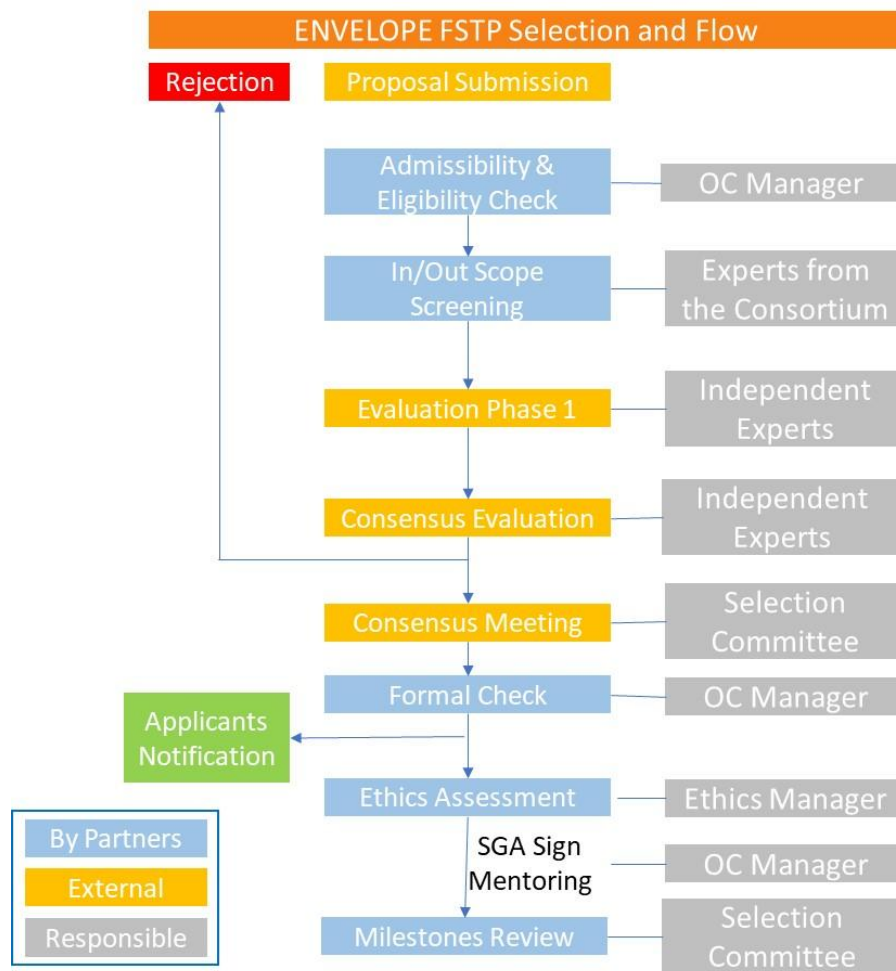 ENVELOPE FSTP Selection and Flow
Rejection
Proposal Submission
Admissibility &
Eligibility Check
OC Manager
In/Out Scope
Screening
Experts from
the Consortium
Evaluation Phase 1
Independent
Experts
Consensus Evaluation
Independent
Experts
Consensus Meeting
Selection
Committee
Formal Check
OC Manager
Applicants
Notification
Ethics Assessment
Ethics Manager
SGA Sign
Mentoring
OC Manager
Milestones Review
Selection
Committee
By Partners
External
Responsible